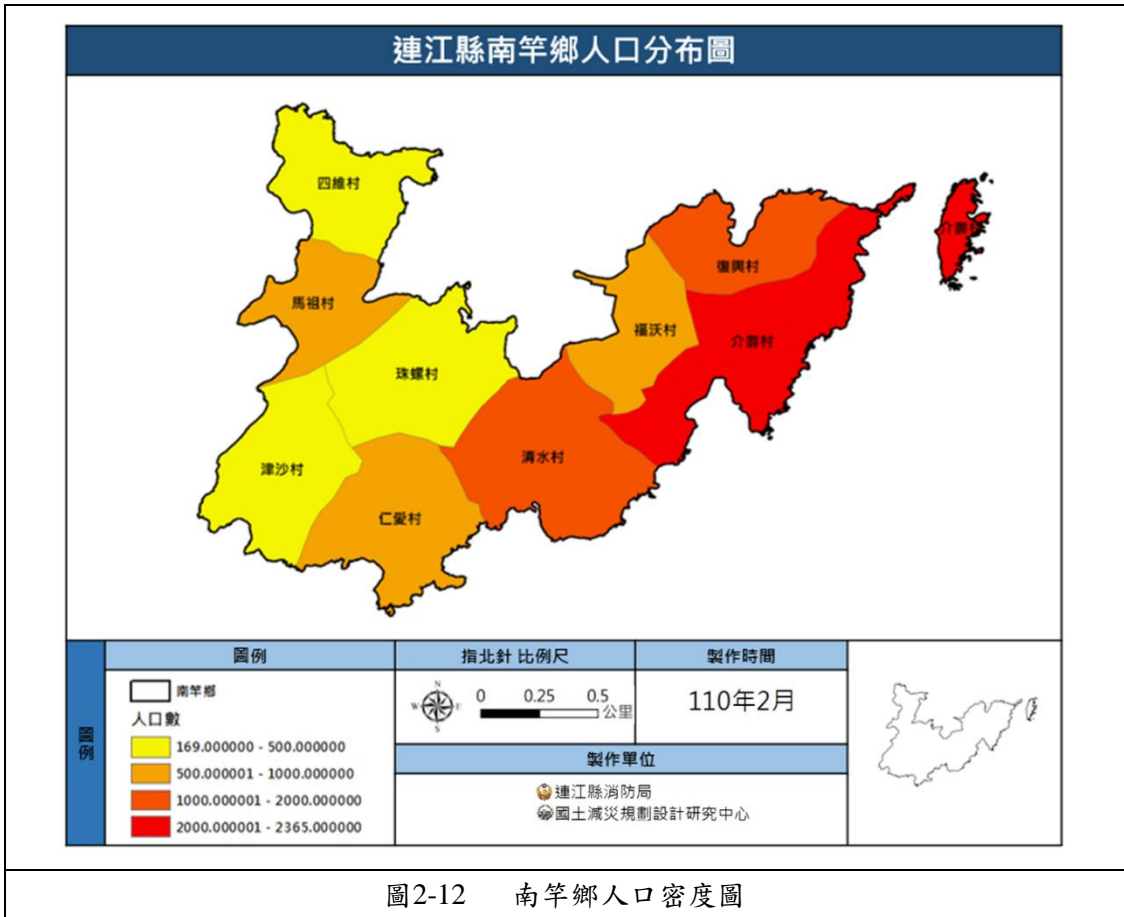 連江縣南竿鄉人口分布圖
四維村
介壽村
復興村
馬祖村
福沃村
介壽村
珠螺村
清水村
津沙村
仁愛村
圖例
圖例
南竿鄉
人口數
169.000000 - 500.000000
500.000001 - 1000.000000
1000.000001 - 2000.000000
2000.000001 - 2365.000000
指北針 比例尺
N
W E
S
0 0.25 0.5
公里
製作時間
110年2月
製作單位
連江縣消防局
國土減災規劃設計研究中心
圖2-12 南竿鄉人口密度圖